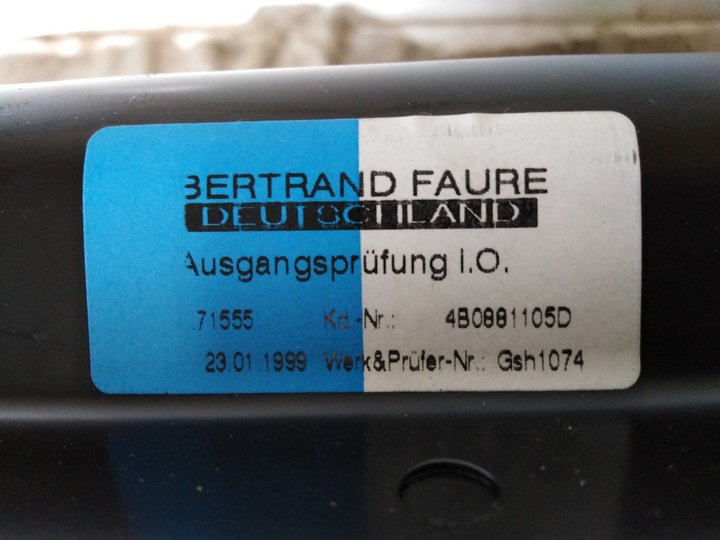 BERTRAND FAURE
DEUTSCHLAND
Ausgangsprüfung I.O.
.71555 Kd.-Nr.: 4B0881105D
23.01.1999 Werk&Prüfer-Nr.: Gsh1074